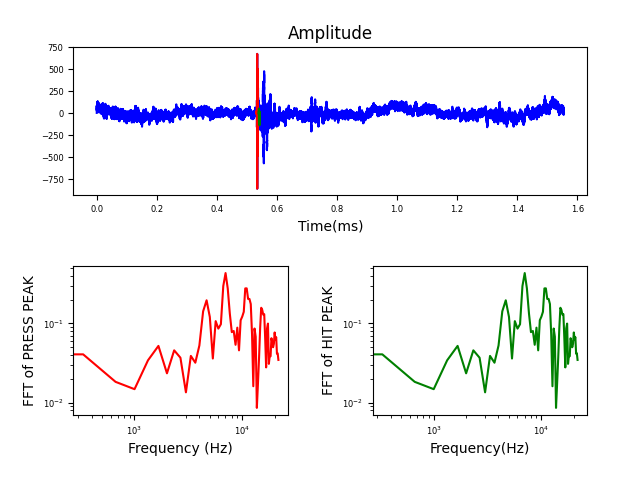 Amplitude
750
500
250
0
−250
−500
−750
0.0 0.2 0.4 0.6 0.8 1.0 1.2 1.4 1.6
Time(ms)
FFT of PRESS PEAK
10⁻¹
10⁻²
10³ 10⁴
Frequency (Hz)
FFT of HIT PEAK
10⁻¹
10⁻²
10³ 10⁴
Frequency(Hz)